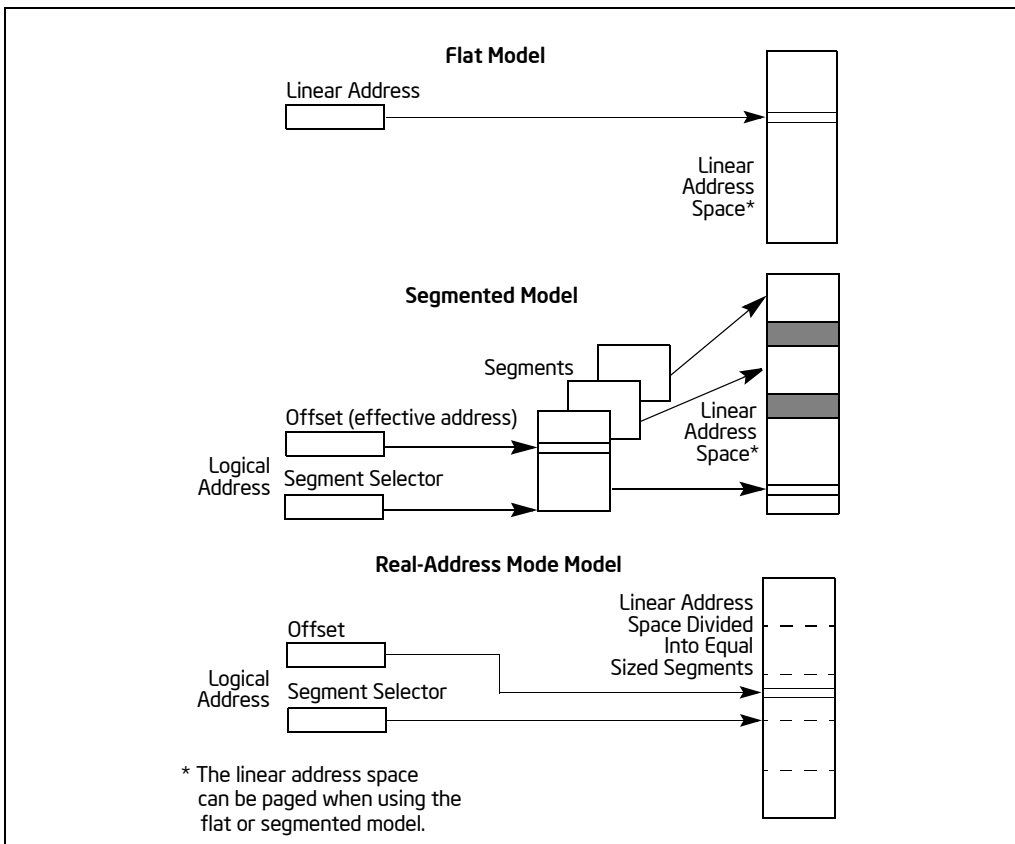 Flat Model
Linear Address
Linear
Address
Space*
Segmented Model
Segments
Offset (effective address)
Linear
Address
Space*
Logical
Address
Segment Selector
Real-Address Mode Model
Linear Address
Space Divided
Into Equal
Sized Segments
Offset
Logical
Address
Segment Selector
* The linear address space
can be paged when using the
flat or segmented model.